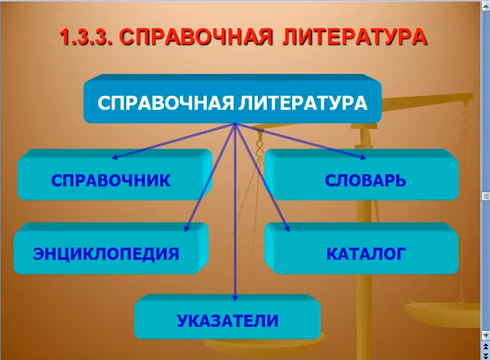 1.3.3. СПРАВОЧНАЯ ЛИТЕРАТУРА
СПРАВОЧНАЯ ЛИТЕРАТУРА
СПРАВОЧНИК
СЛОВАРЬ
ЭНЦИКЛОПЕДИЯ
КАТАЛОГ
УКАЗАТЕЛИ